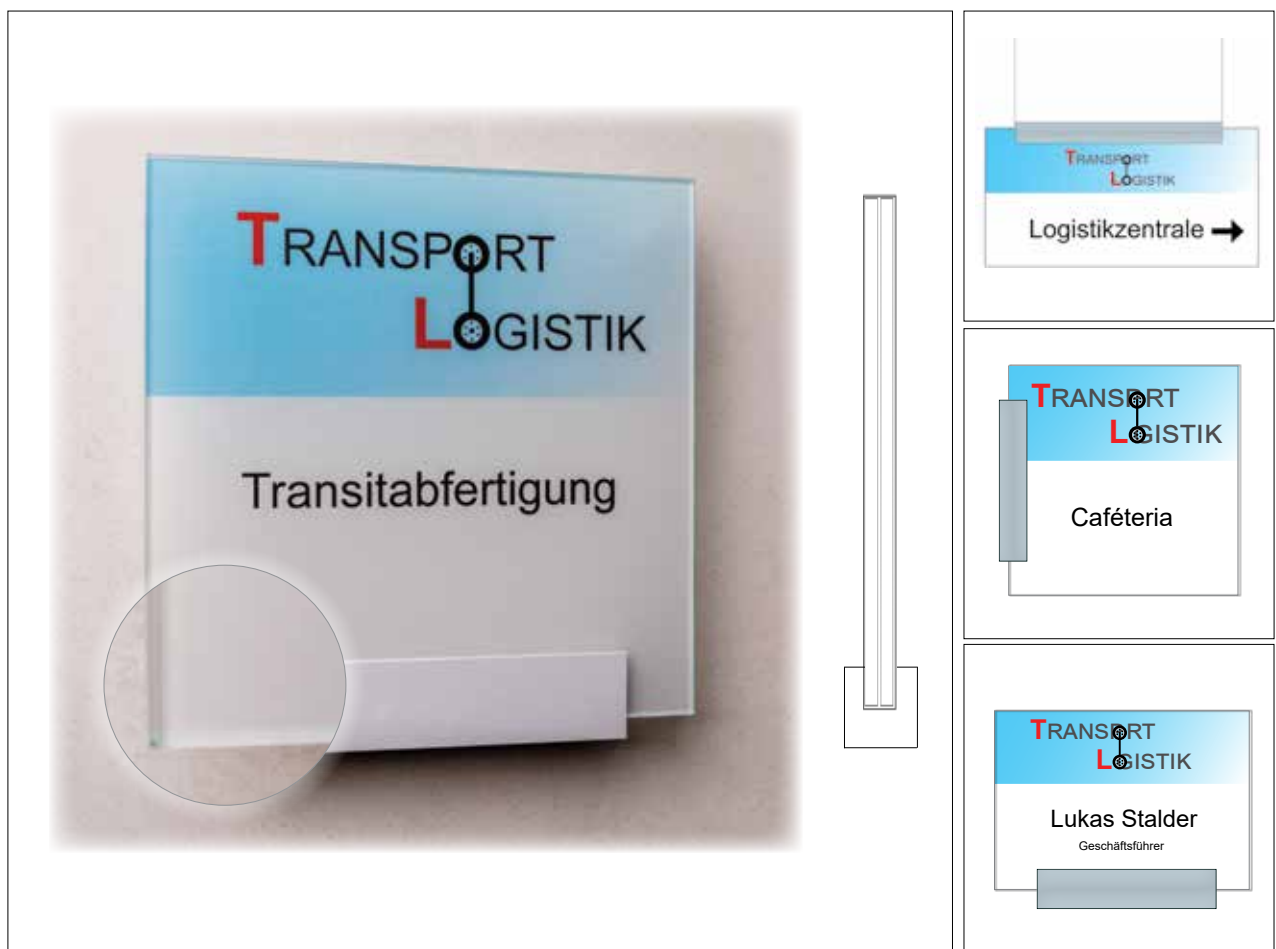 TRANSPORT
LOGISTIK
Transitabfertigung
TRANSPORT
LOGISTIK
Logistikzentrale
TRANSPORT
LOGISTIK
Caféteria
TRANSPORT
LOGISTIK
Lukas Stalder
Geschäftsführer